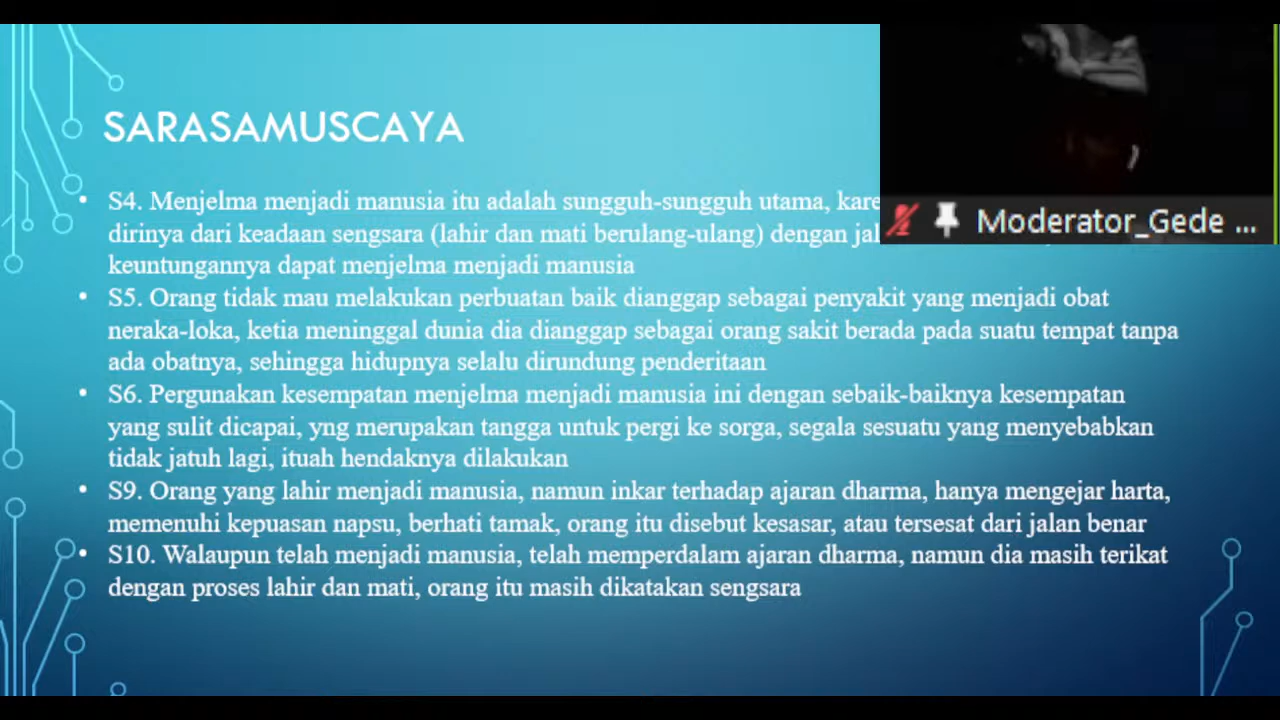 SARASAMUSCAYA
Moderator_Gede ...
• S4. Menjelma menjadi manusia itu adalah sungguh-sungguh utama,
dirinya dari keadaan sengsara (lahir dan mati berulang-ulang) dengan
keuntungannya dapat menjelma menjadi manusia
• S5. Orang tidak mau melakukan perbuatan baik dianggap sebagai penyakit yang menjadi obat
neraka-loka, ketia meninggal dunia dia dianggap sebagai orang sakit berada pada suatu tempat tanpa
ada obatnya, sehingga hidupnya selalu dirundung penderitaan
• S6. Pergunakan kesempatan menjelma menjadi manusia ini dengan sebaik-baiknya kesempatan
yang sulit dicapai, yng merupakan tangga untuk pergi ke sorga, segala sesuatu yang menyebabkan
tidak jatuh lagi, ituah hendaknya dilakukan
• S9. Orang yang lahir menjadi manusia, namun inkar terhadap ajaran dharma, hanya mengejar harta,
memenuhi kepuasan napsu, berhati tamak, orang itu disebut kesasar, atau tersesat dari jalan benar
• S10. Walaupun telah menjadi manusia, telah memperdalam ajaran dharma, namun dia masih terikat
dengan proses lahir dan mati, orang itu masih dikatakan sengsara